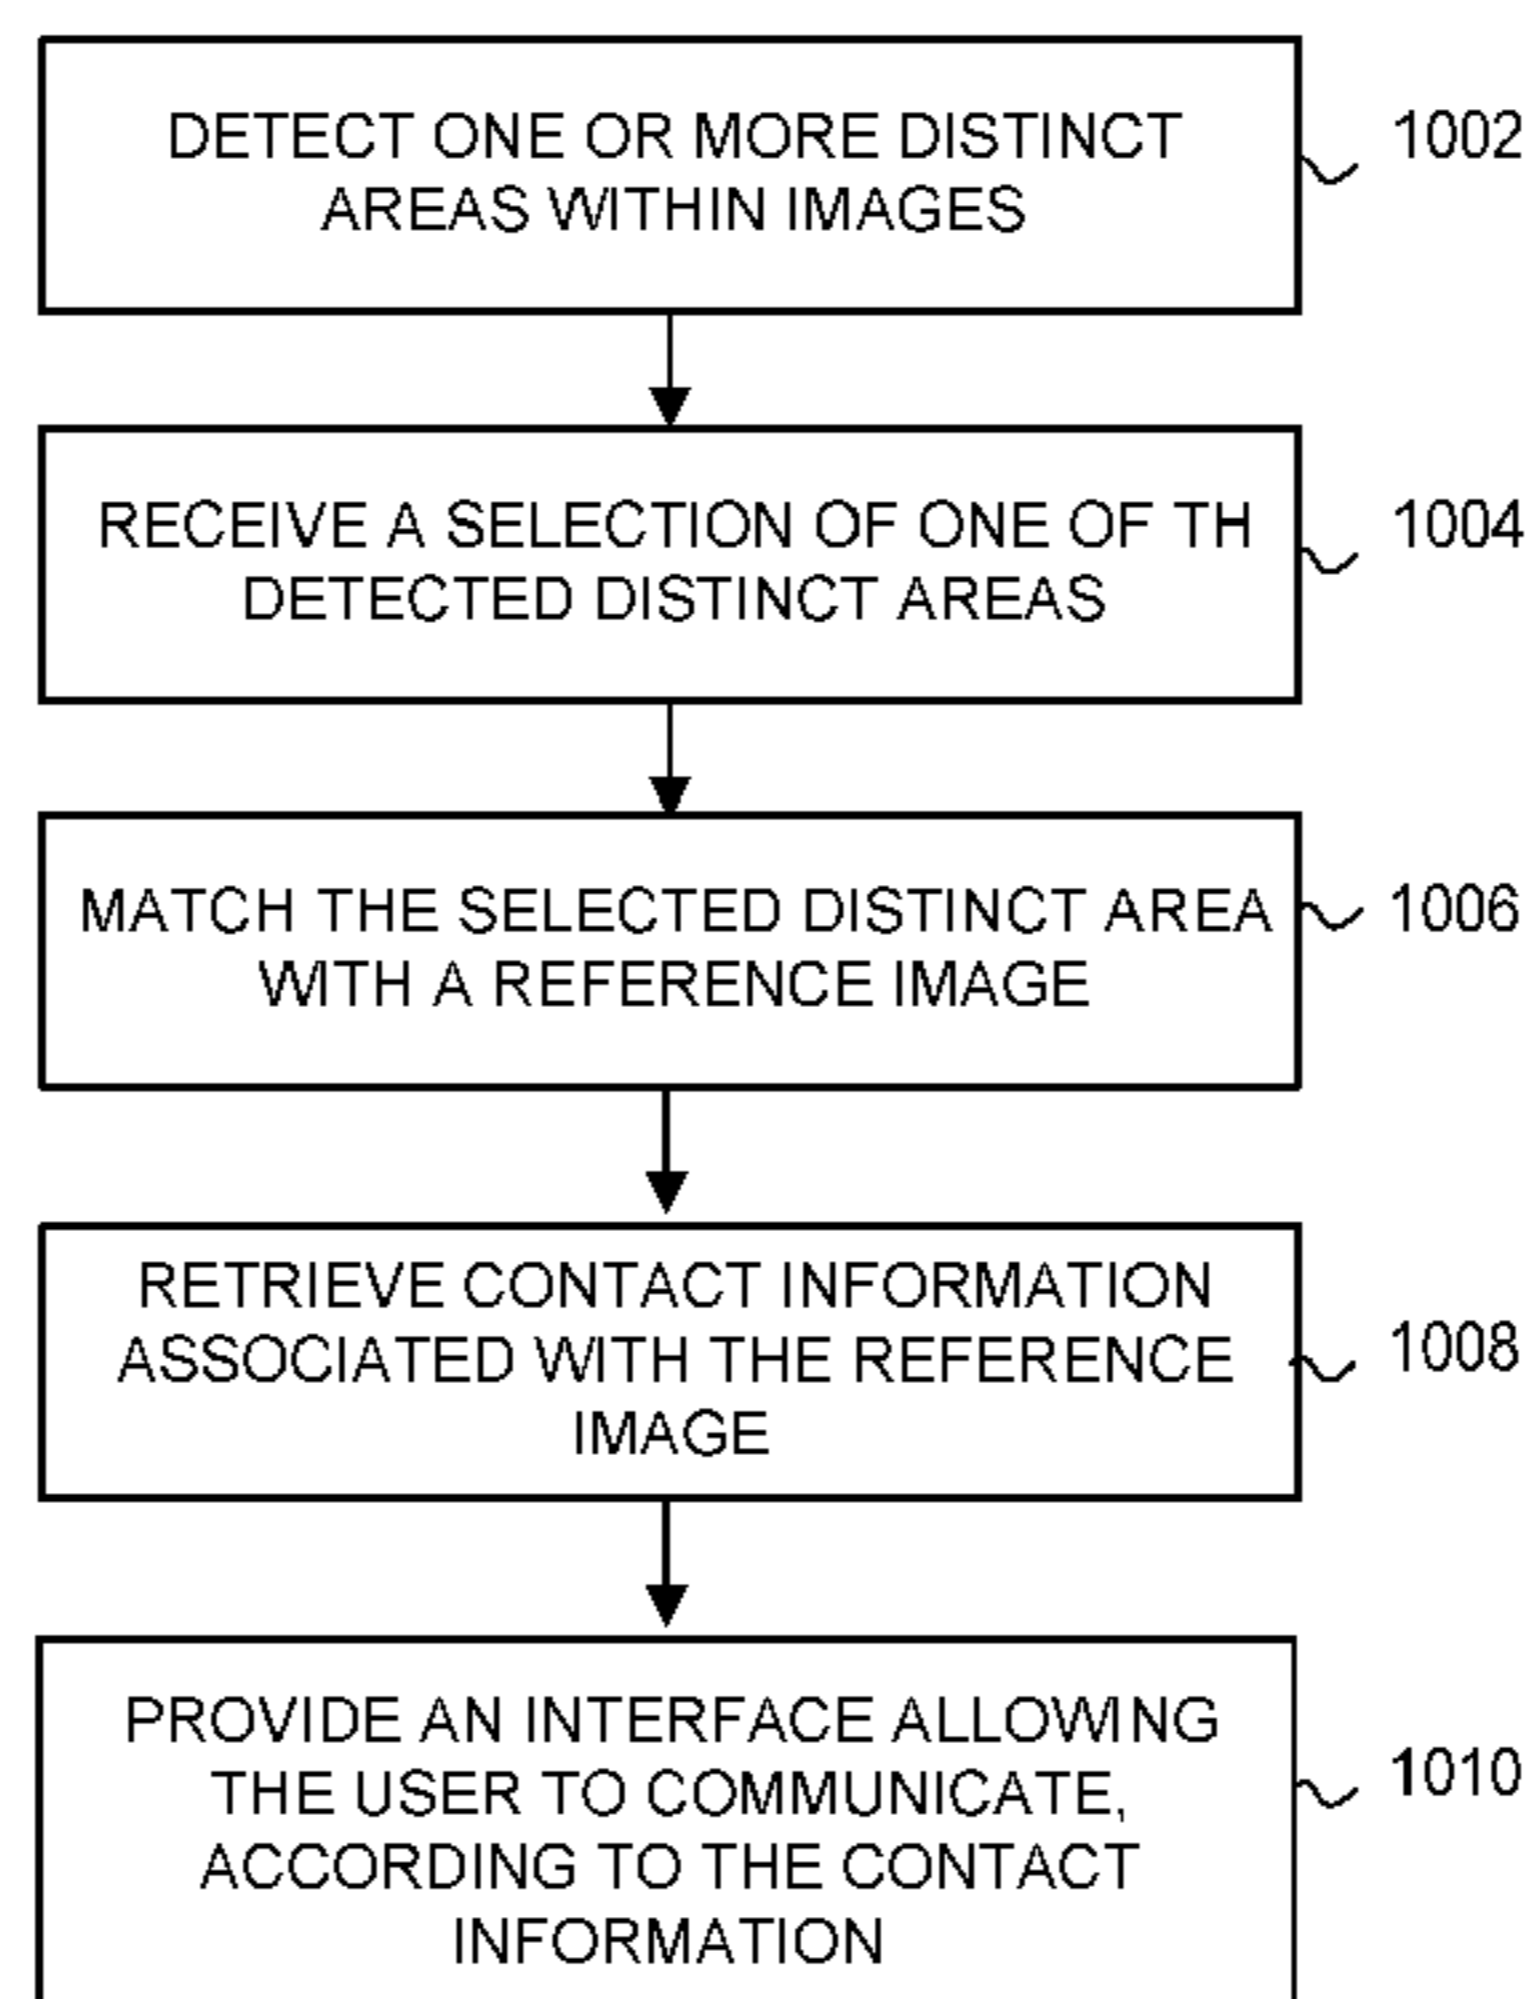 DETECT ONE OR MORE DISTINCT
AREAS WITHIN IMAGES
1002
RECEIVE A SELECTION OF ONE OF TH
DETECTED DISTINCT AREAS
1004
MATCH THE SELECTED DISTINCT AREA
WITH A REFERENCE IMAGE
1006
RETRIEVE CONTACT INFORMATION
ASSOCIATED WITH THE REFERENCE
IMAGE
1008
PROVIDE AN INTERFACE ALLOWING
THE USER TO COMMUNICATE,
ACCORDING TO THE CONTACT
INFORMATION
1010